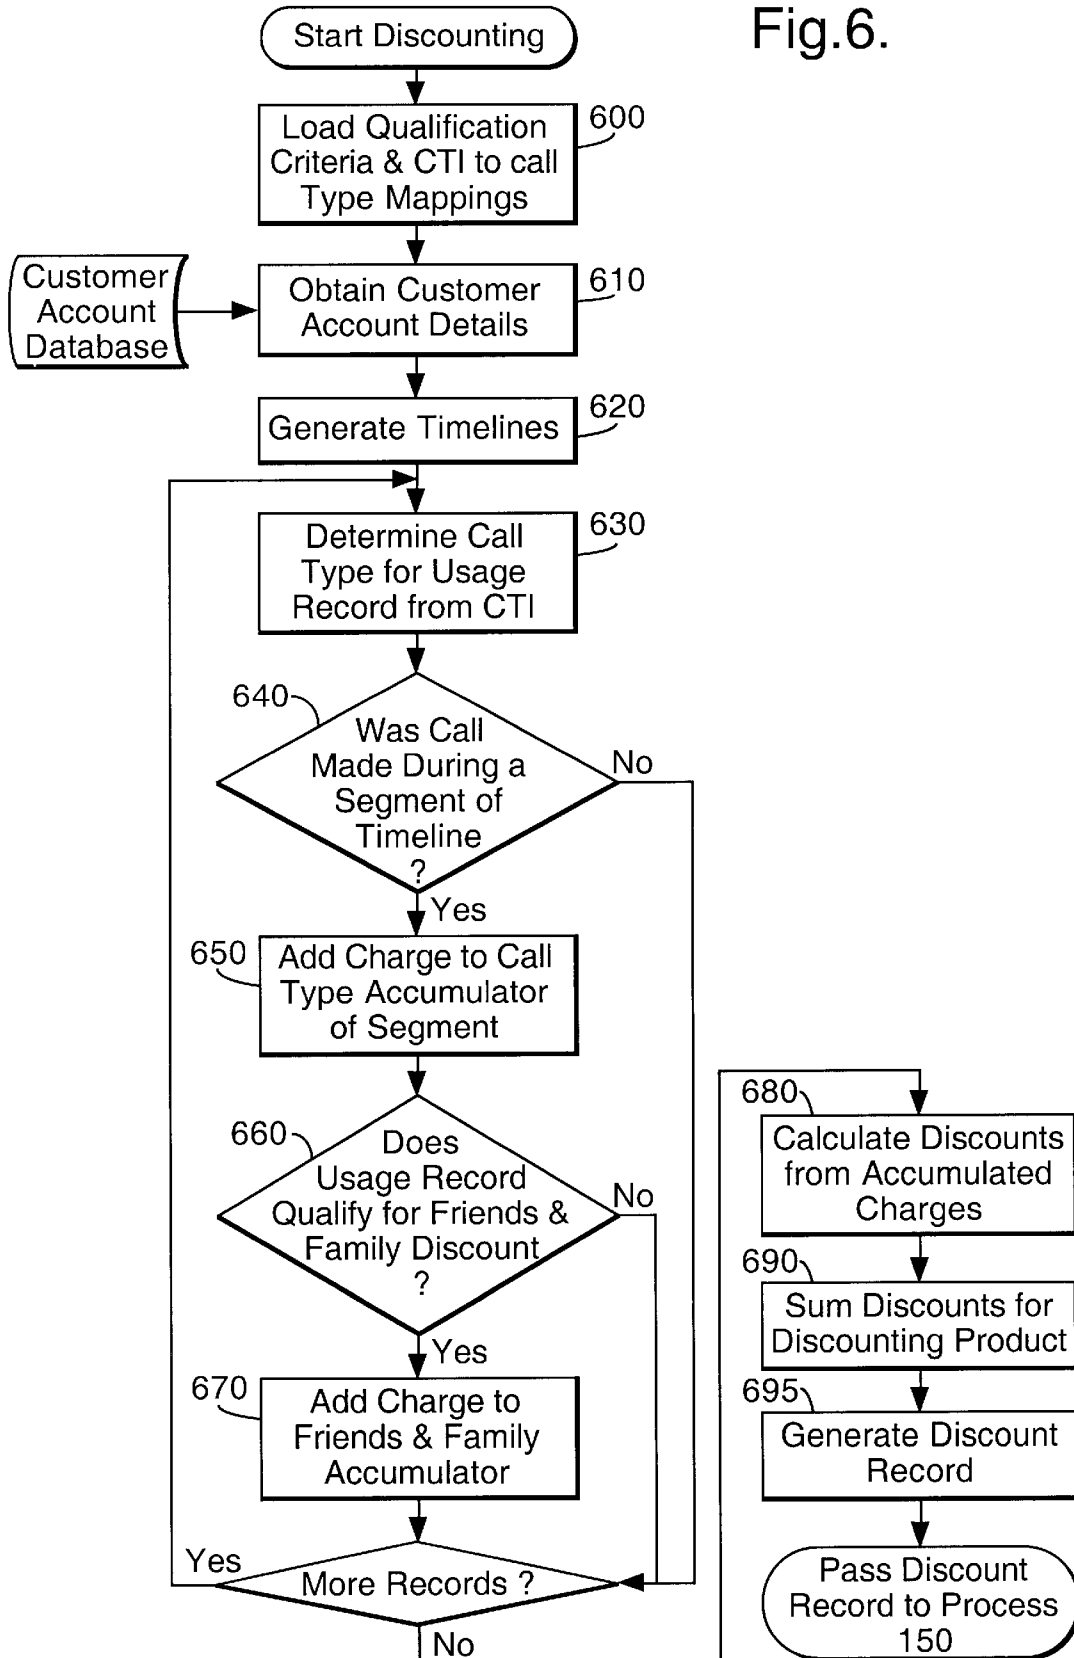 Fig.6.
Start Discounting
Load Qualification
Criteria & CTI to call
Type Mappings
600
Customer
Account
Database
Obtain Customer
Account Details
610
Generate Timelines
620
Determine Call
Type for Usage
Record from CTI
630
640
Was Call
Made During a
Segment of
Timeline
?
No
Yes
650
Add Charge to Call
Type Accumulator
of Segment
660
Does
Usage Record
Qualify for Friends &
Family Discount
?
No
Yes
670
Add Charge to
Friends & Family
Accumulator
Yes
More Records ?
No
680
Calculate Discounts
from Accumulated
Charges
690
Sum Discounts for
Discounting Product
695
Generate Discount
Record
Pass Discount
Record to Process
150